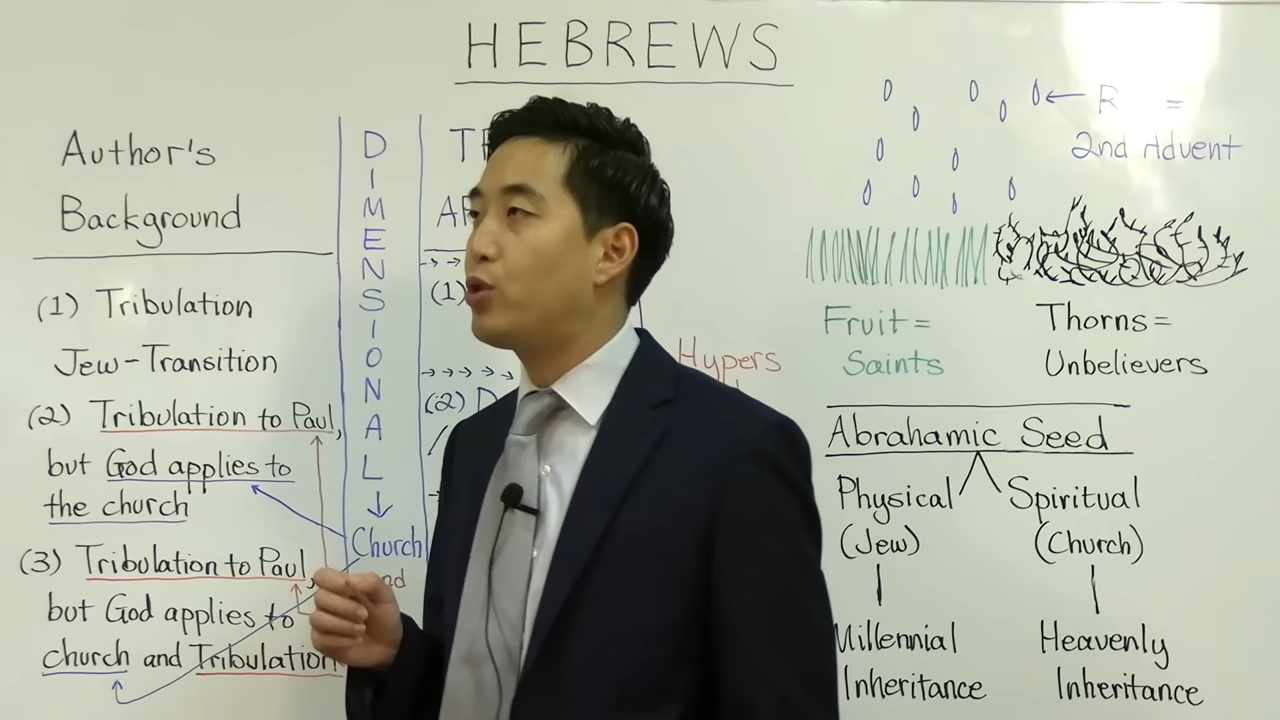 HEBREWS
Author's
Background
(1) Tribulation
Jew-Transition
(2) Tribulation to Paul,
but God applies to
the church
(3) Tribulation to Paul,
but God applies to
church and Tribulation
DIMENSIONAL
Church
(1)
(2) D
Hypers
R =
2nd Advent
Fruit =
Saints
Thorns =
Unbelievers
Abrahamic Seed
Physical
(Jew)
Millennial
Inheritance
Spiritual
(Church)
Heavenly
Inheritance